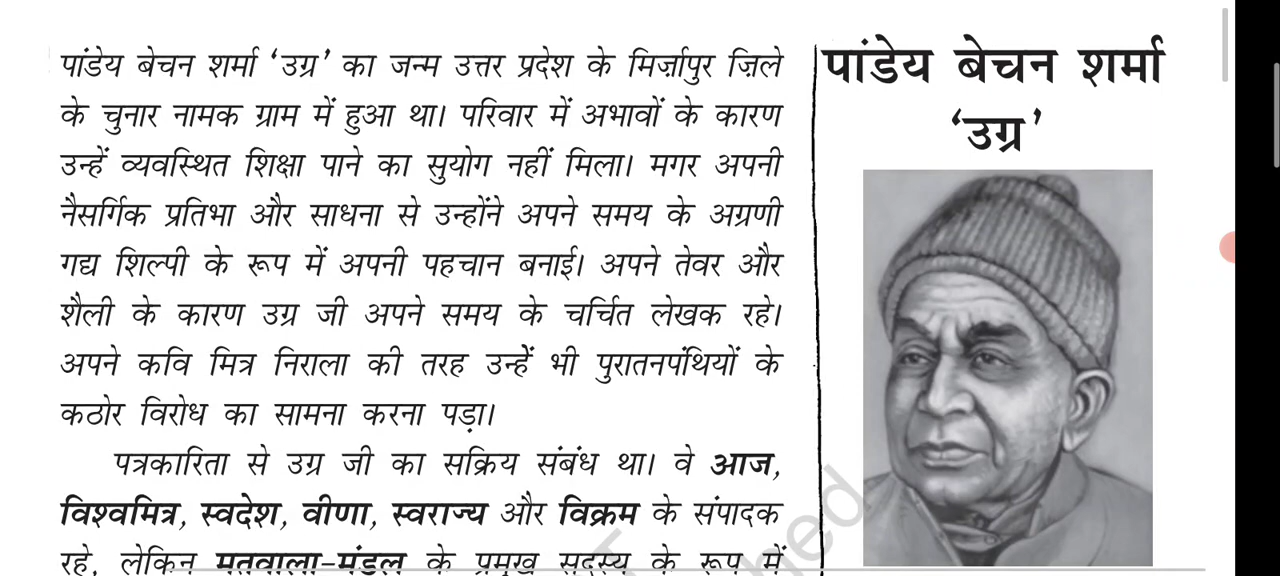 पांडेय बेचन शर्मा
‘उग्र’
पांडेय बेचन शर्मा ‘उग्र’ का जन्म उत्तर प्रदेश के मिर्ज़ापुर ज़िले
के चुनार नामक ग्राम में हुआ था। परिवार में अभावों के कारण
उन्हें व्यवस्थित शिक्षा पाने का सुयोग नहीं मिला। मगर अपनी
नैसर्गिक प्रतिभा और साधना से उन्होंने अपने समय के अग्रणी
गद्य शिल्पी के रूप में अपनी पहचान बनाई। अपने तेवर और
शैली के कारण उग्र जी अपने समय के चर्चित लेखक रहे।
अपने कवि मित्र निराला की तरह उन्हें भी पुरातनपंथियों के
कठोर विरोध का सामना करना पड़ा।
पत्रकारिता से उग्र जी का सक्रिय संबंध था। वे आज,
विश्वमित्र, स्वदेश, वीणा, स्वराज्य और विक्रम के संपादक
रहे, लेकिन मतवाला-मंडल के प्रमुख सदस्य के रूप में